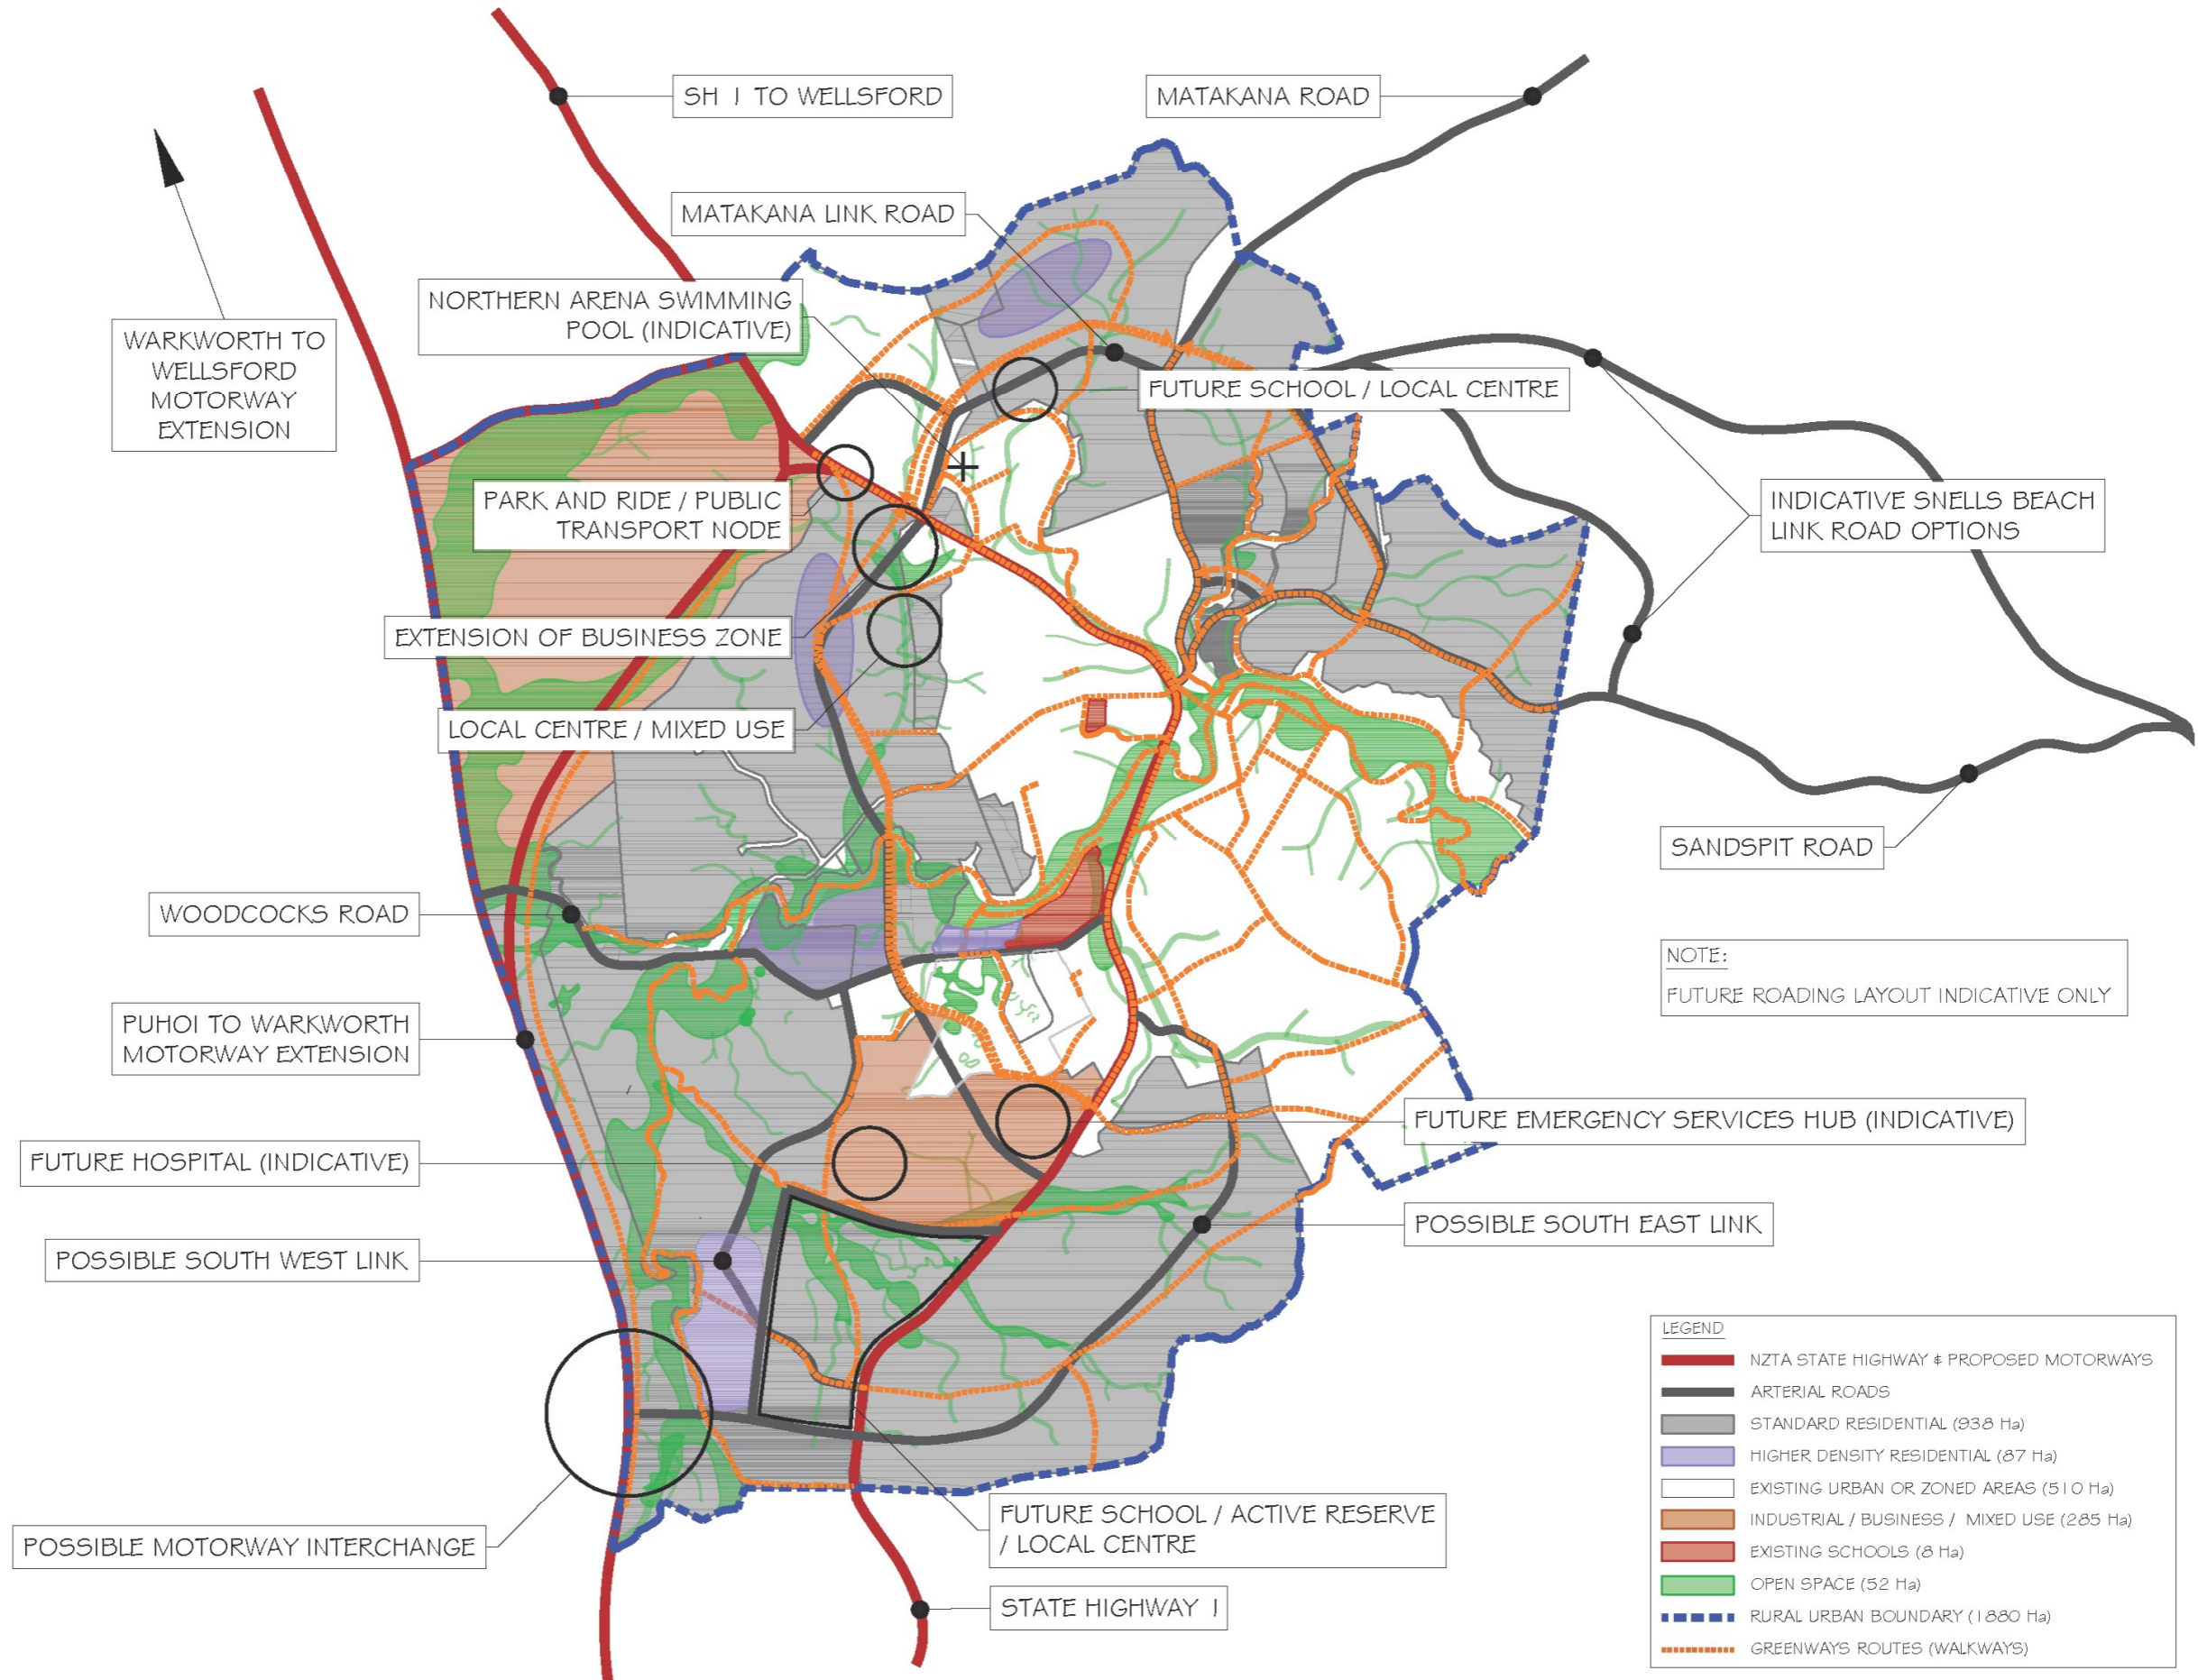 SH 1 TO WELLSFORD
MATAKANA ROAD
MATAKANA LINK ROAD
NORTHERN ARENA SWIMMING
POOL (INDICATIVE)
WARKWORTH TO
WELLSFORD
MOTORWAY
EXTENSION
FUTURE SCHOOL / LOCAL CENTRE
PARK AND RIDE / PUBLIC
TRANSPORT NODE
INDICATIVE SNELLS BEACH
LINK ROAD OPTIONS
EXTENSION OF BUSINESS ZONE
LOCAL CENTRE / MIXED USE
SANDSPIT ROAD
WOODCOCKS ROAD
NOTE:
FUTURE ROADING LAYOUT INDICATIVE ONLY
PUHOI TO WARKWORTH
MOTORWAY EXTENSION
FUTURE EMERGENCY SERVICES HUB (INDICATIVE)
FUTURE HOSPITAL (INDICATIVE)
POSSIBLE SOUTH EAST LINK
POSSIBLE SOUTH WEST LINK
FUTURE SCHOOL / ACTIVE RESERVE
/ LOCAL CENTRE
POSSIBLE MOTORWAY INTERCHANGE
STATE HIGHWAY 1
LEGEND
NZTA STATE HIGHWAY & PROPOSED MOTORWAYS
ARTERIAL ROADS
STANDARD RESIDENTIAL (938 Ha)
HIGHER DENSITY RESIDENTIAL (87 Ha)
EXISTING URBAN OR ZONED AREAS (510 Ha)
INDUSTRIAL / BUSINESS / MIXED USE (285 Ha)
EXISTING SCHOOLS (8 Ha)
OPEN SPACE (52 Ha)
RURAL URBAN BOUNDARY (1880 Ha)
GREENWAYS ROUTES (WALKWAYS)